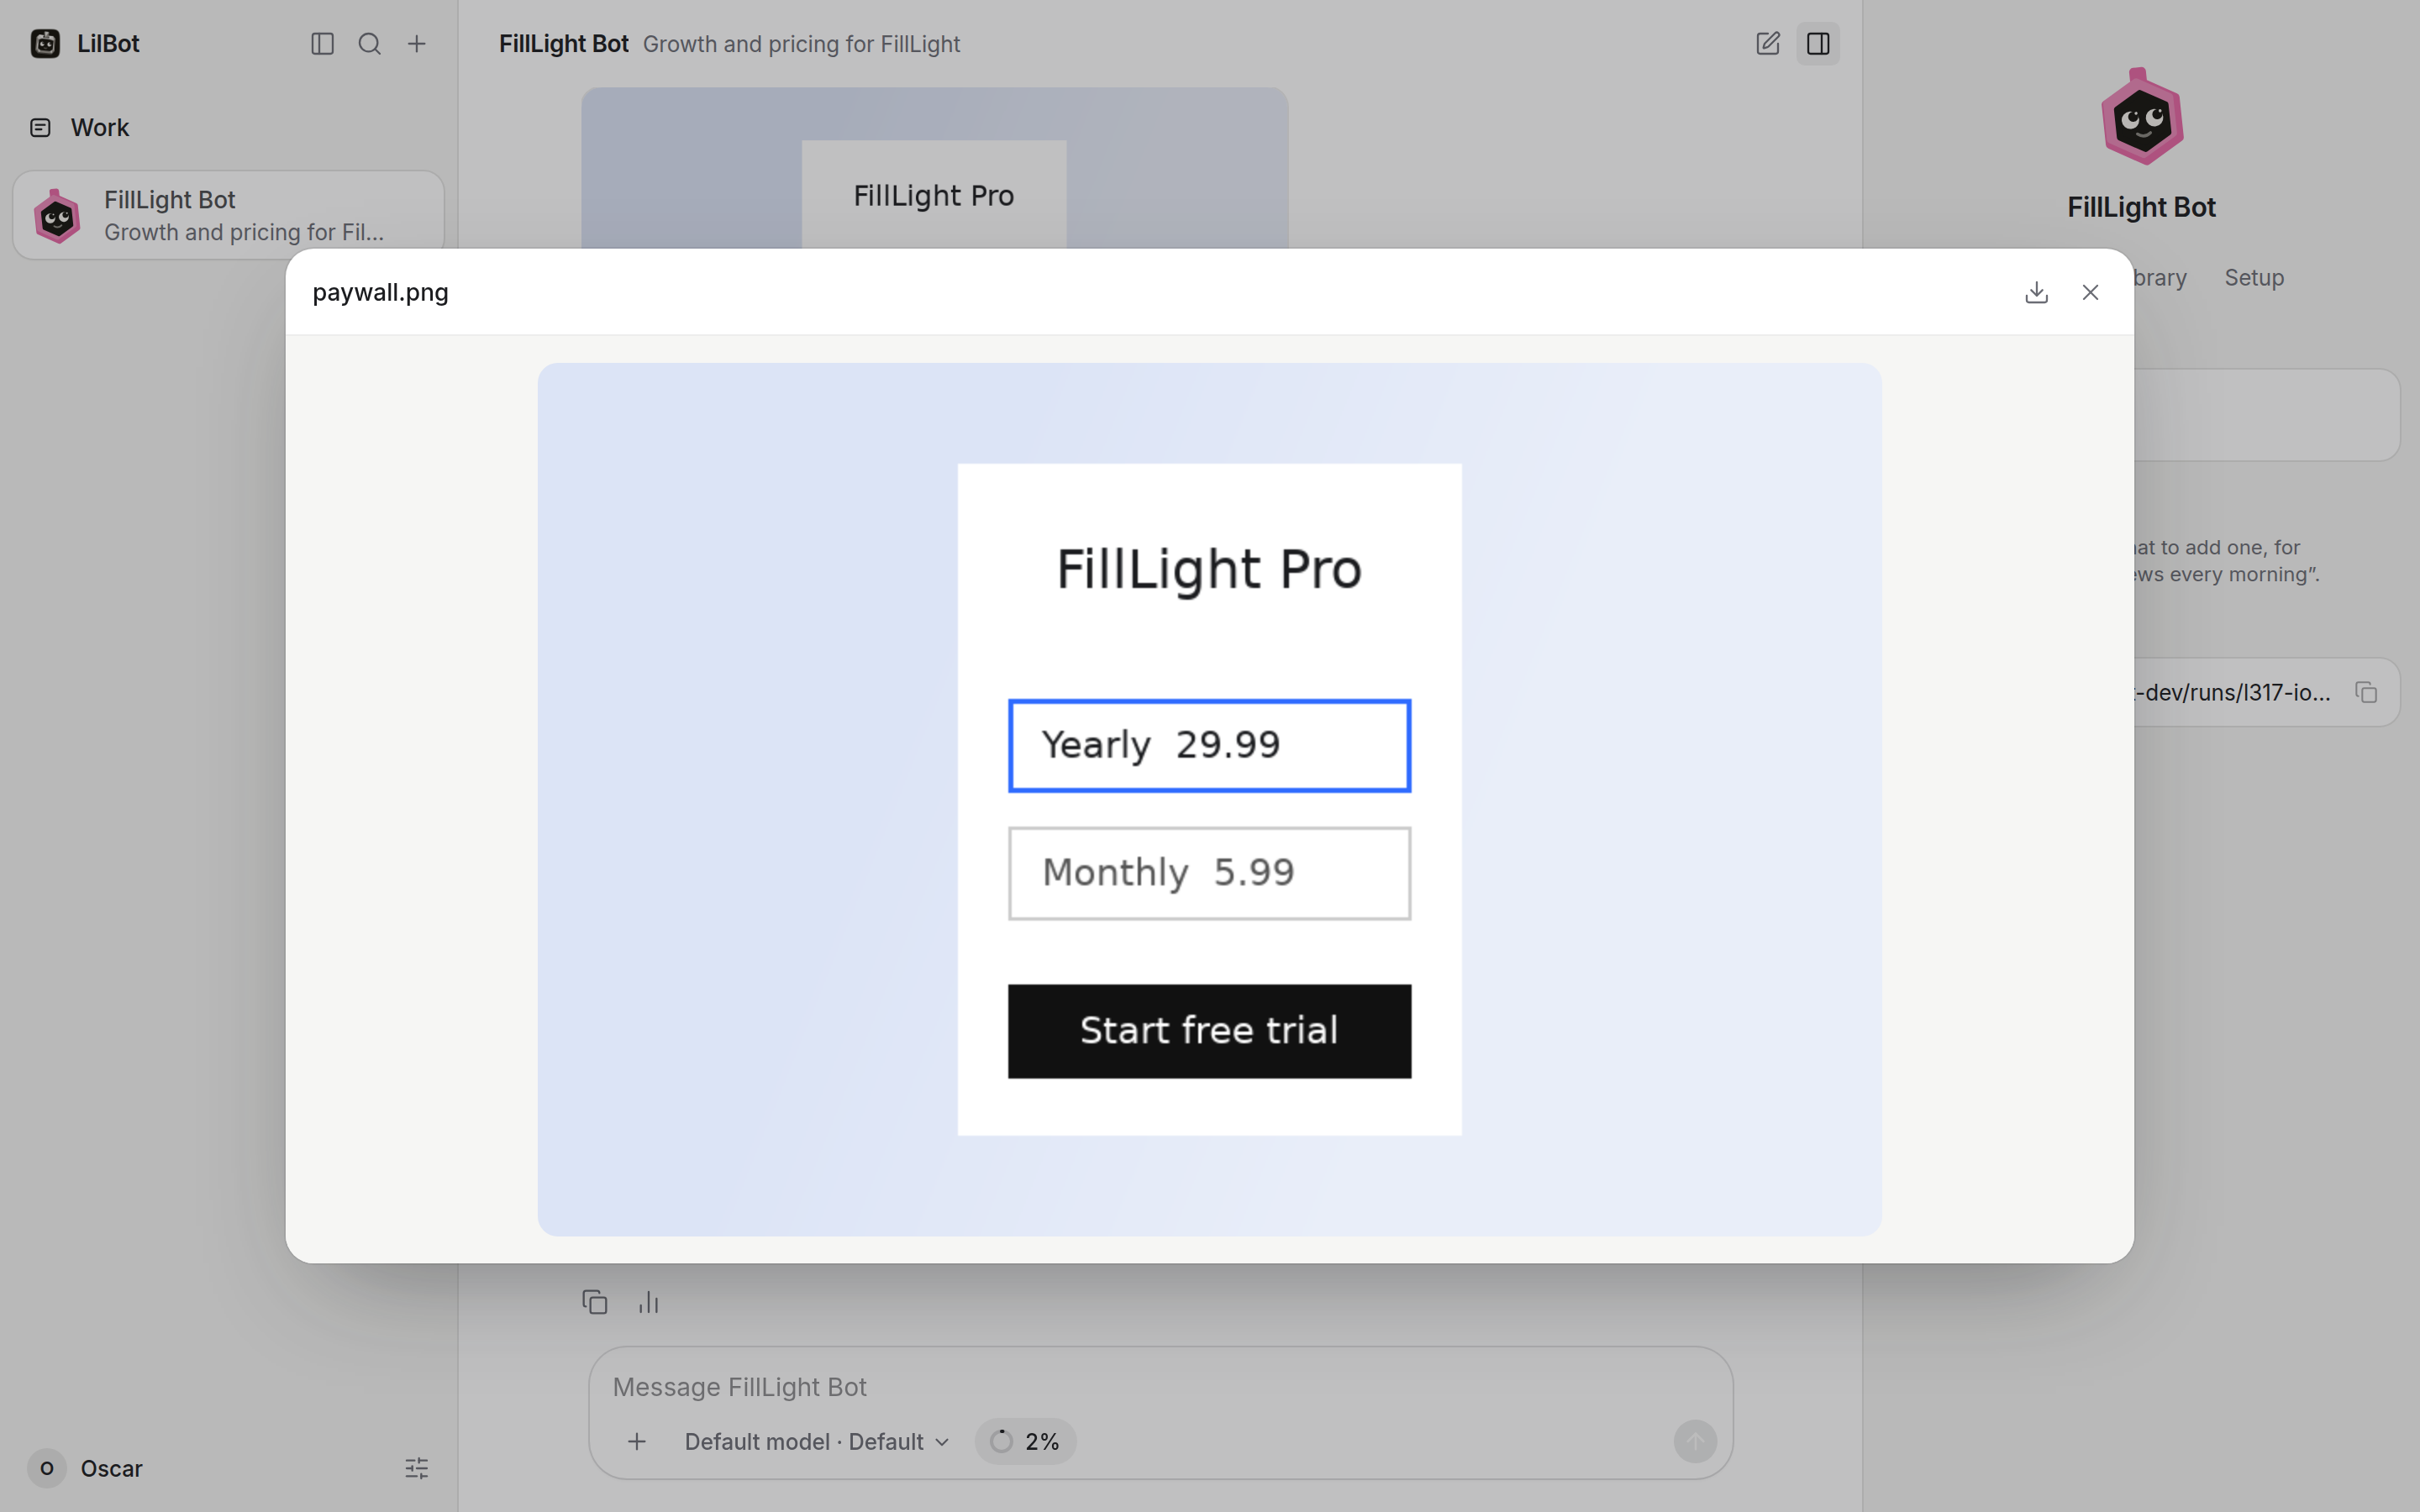 LilBot
Work
FillLight Bot
Growth and pricing for Fil...
FillLight Bot Growth and pricing for FillLight
FillLight Pro
FillLight Bot
brary Setup
paywall.png
FillLight Pro
Yearly 29.99
Monthly 5.99
Start free trial
at to add one, for
ews every morning”.
-dev/runs/l317-io...
Message FillLight Bot
Default model · Default
2%
O Oscar